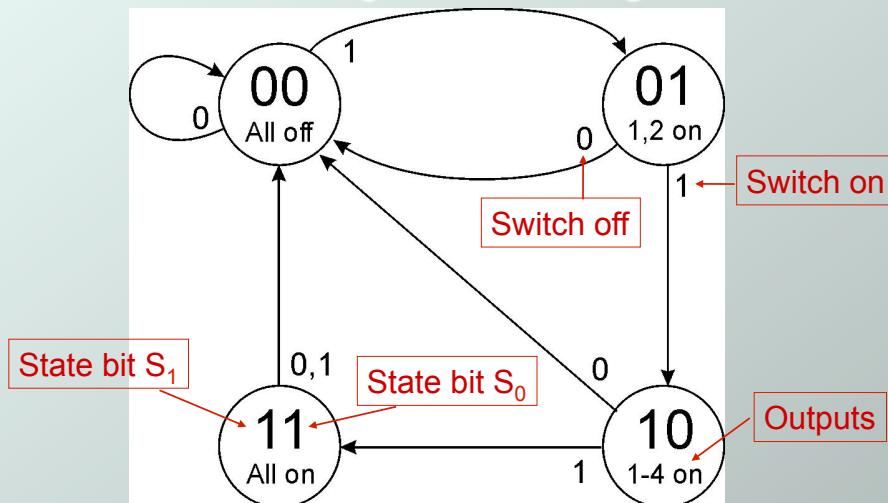 1
00
All off
0
01
1,2 on
0
1
Switch on
Switch off
State bit S₁
0,1
State bit S₀
0
11
All on
1
10
1-4 on
Outputs